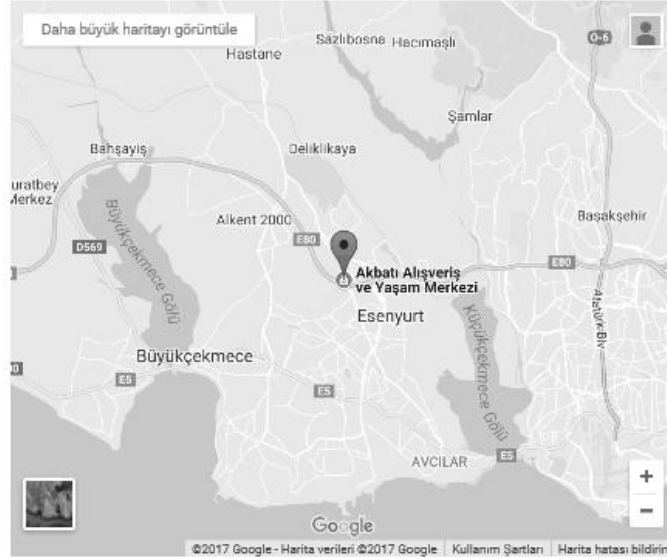 Daha büyük haritayı görüntüle
Sazlıbosna
Hacımaşlı
O-6
Hastane
Şamlar
Bahşayiş
Deliklikaya
uratbey
Merkez
Büyükçekmece Gölü
Alkent 2000
Başakşehir
E80
D569
E80
Akbatı Alışveriş
ve Yaşam Merkezi
Esenyurt
Küçükçekmece Gölü
Atatürk Blv
Büyükçekmece
E5
E5
AVCILAR
E5
+
−
Google
©2017 Google - Harita verileri ©2017 Google Kullanım Şartları Harita hatası bildirin